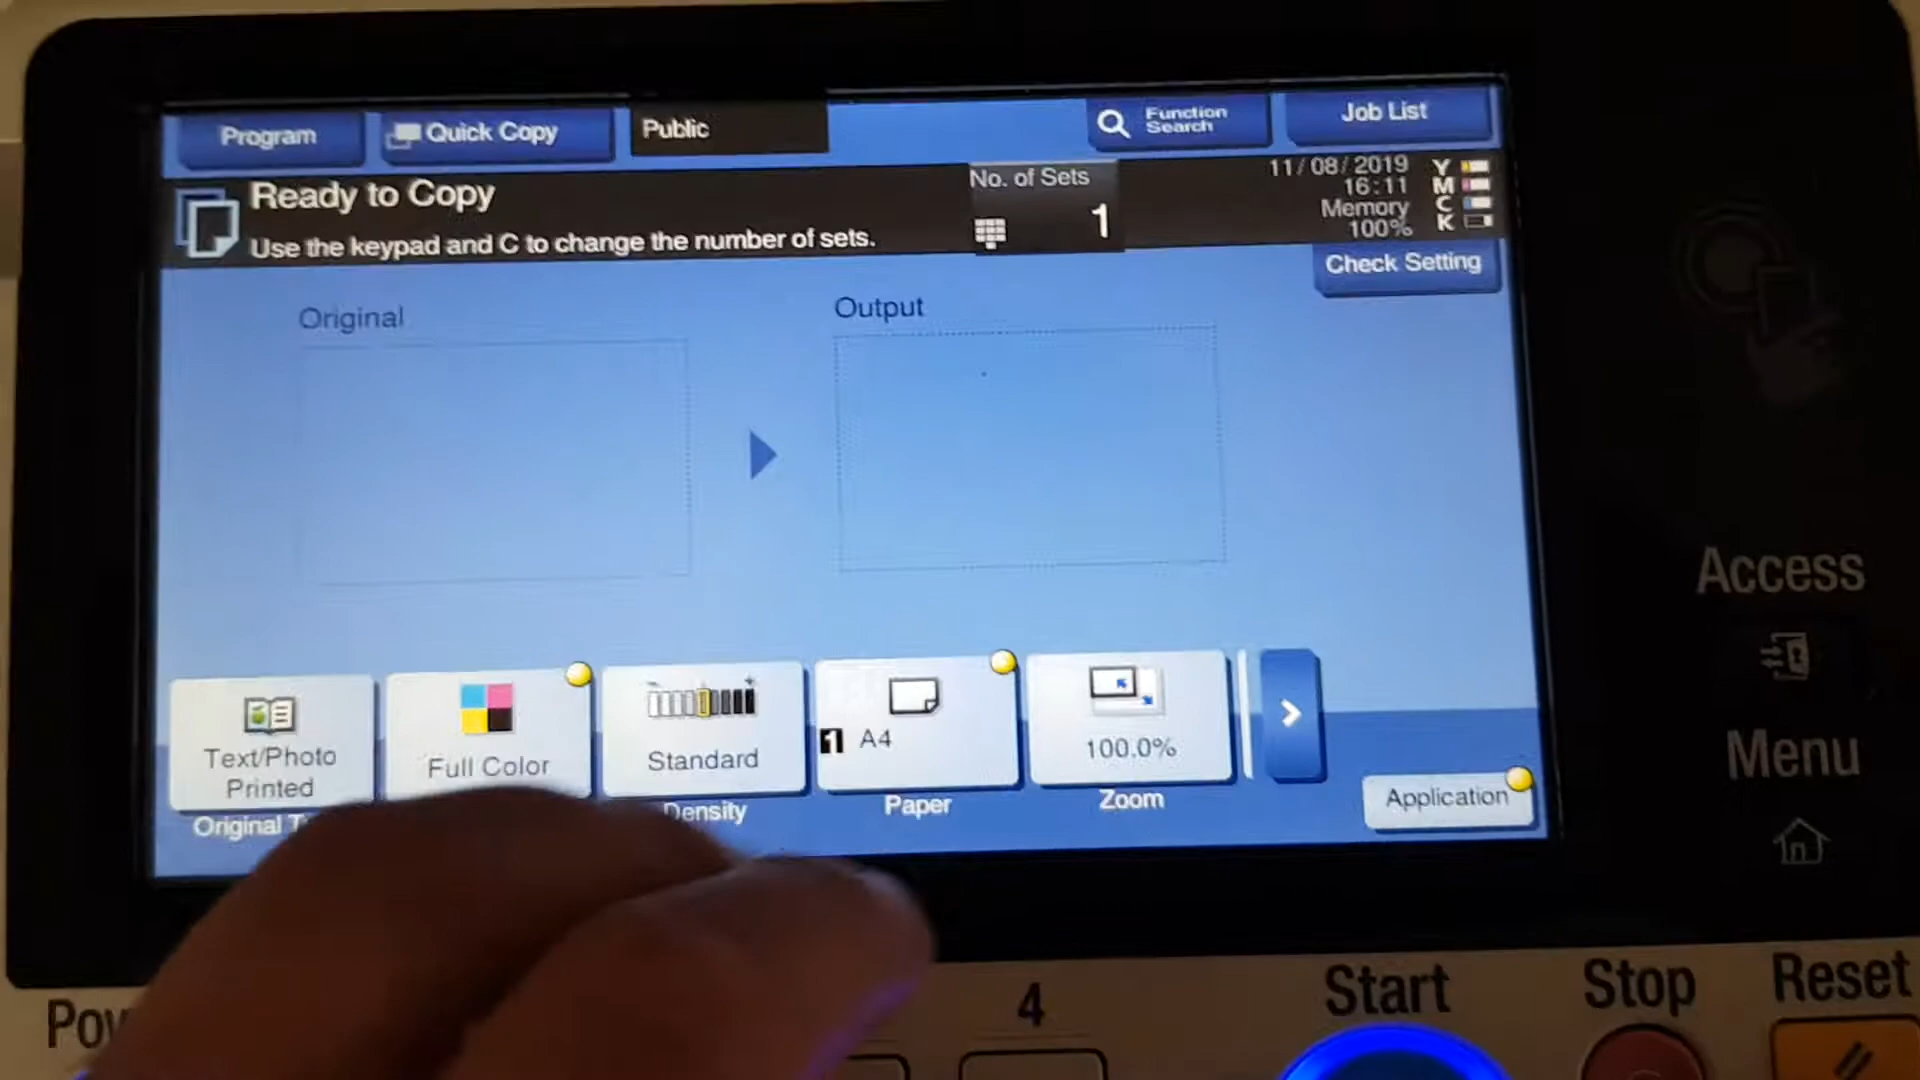 Program
Quick Copy
Public
Function
Search
Job List
Ready to Copy
Use the keypad and C to change the number of sets.
No. of Sets
1
11/08/2019
16:11
Memory
100%
Y
M
C
K
Check Setting
Original
Output
Text/Photo
Printed
Full Color
Standard
1 A4
100.0%
Original
Density
Paper
Zoom
Application
Access
Menu
4
Start
Stop
Reset